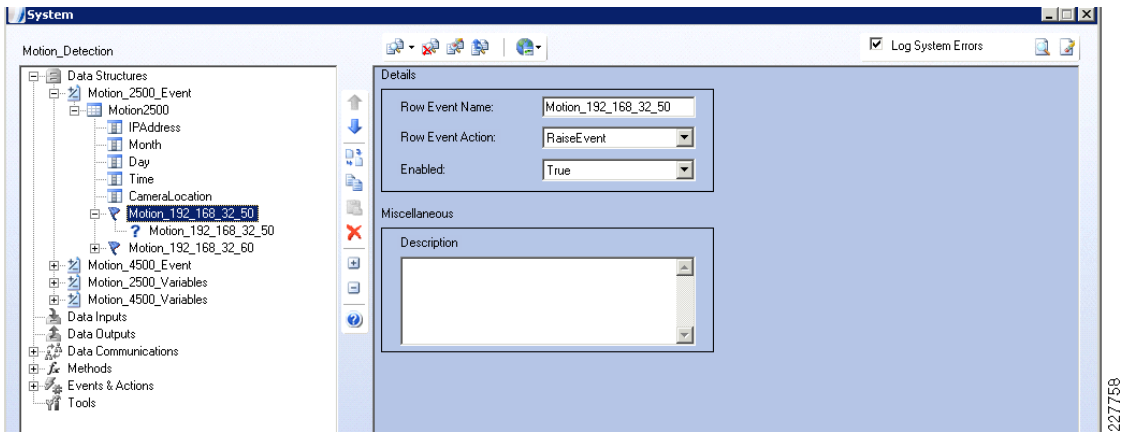 System
Motion_Detection
Log System Errors
Data Structures
Motion_2500_Event
Motion2500
IPAddress
Month
Day
Time
CameraLocation
Motion_192_168_32_50
Motion_192_168_32_50
Motion_192_168_32_60
Motion_4500_Event
Motion_2500_Variables
Motion_4500_Variables
Data Inputs
Data Outputs
Data Communications
Methods
Events & Actions
Tools
Details
Row Event Name: Motion_192_168_32_50
Row Event Action: RaiseEvent
Enabled: True
Miscellaneous
Description
227758